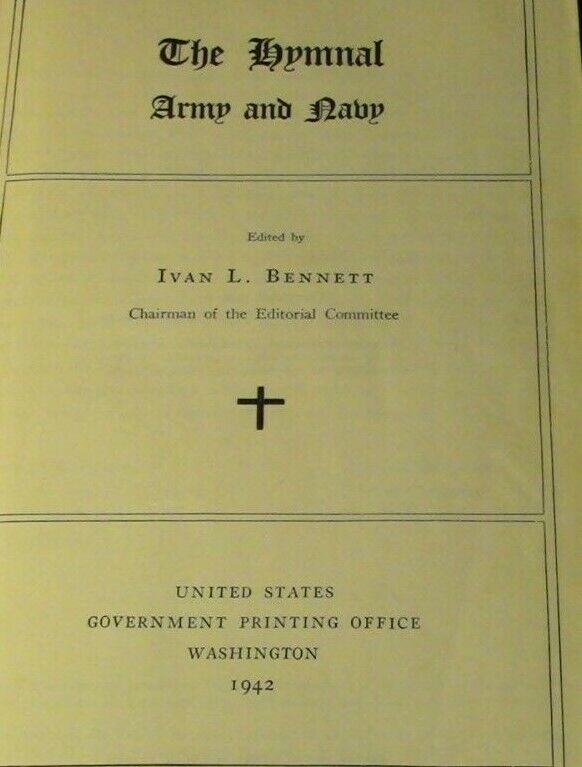 The Hymnal
Army and Navy
Edited by
IVAN L. BENNETT
Chairman of the Editorial Committee
UNITED STATES
GOVERNMENT PRINTING OFFICE
WASHINGTON
1942